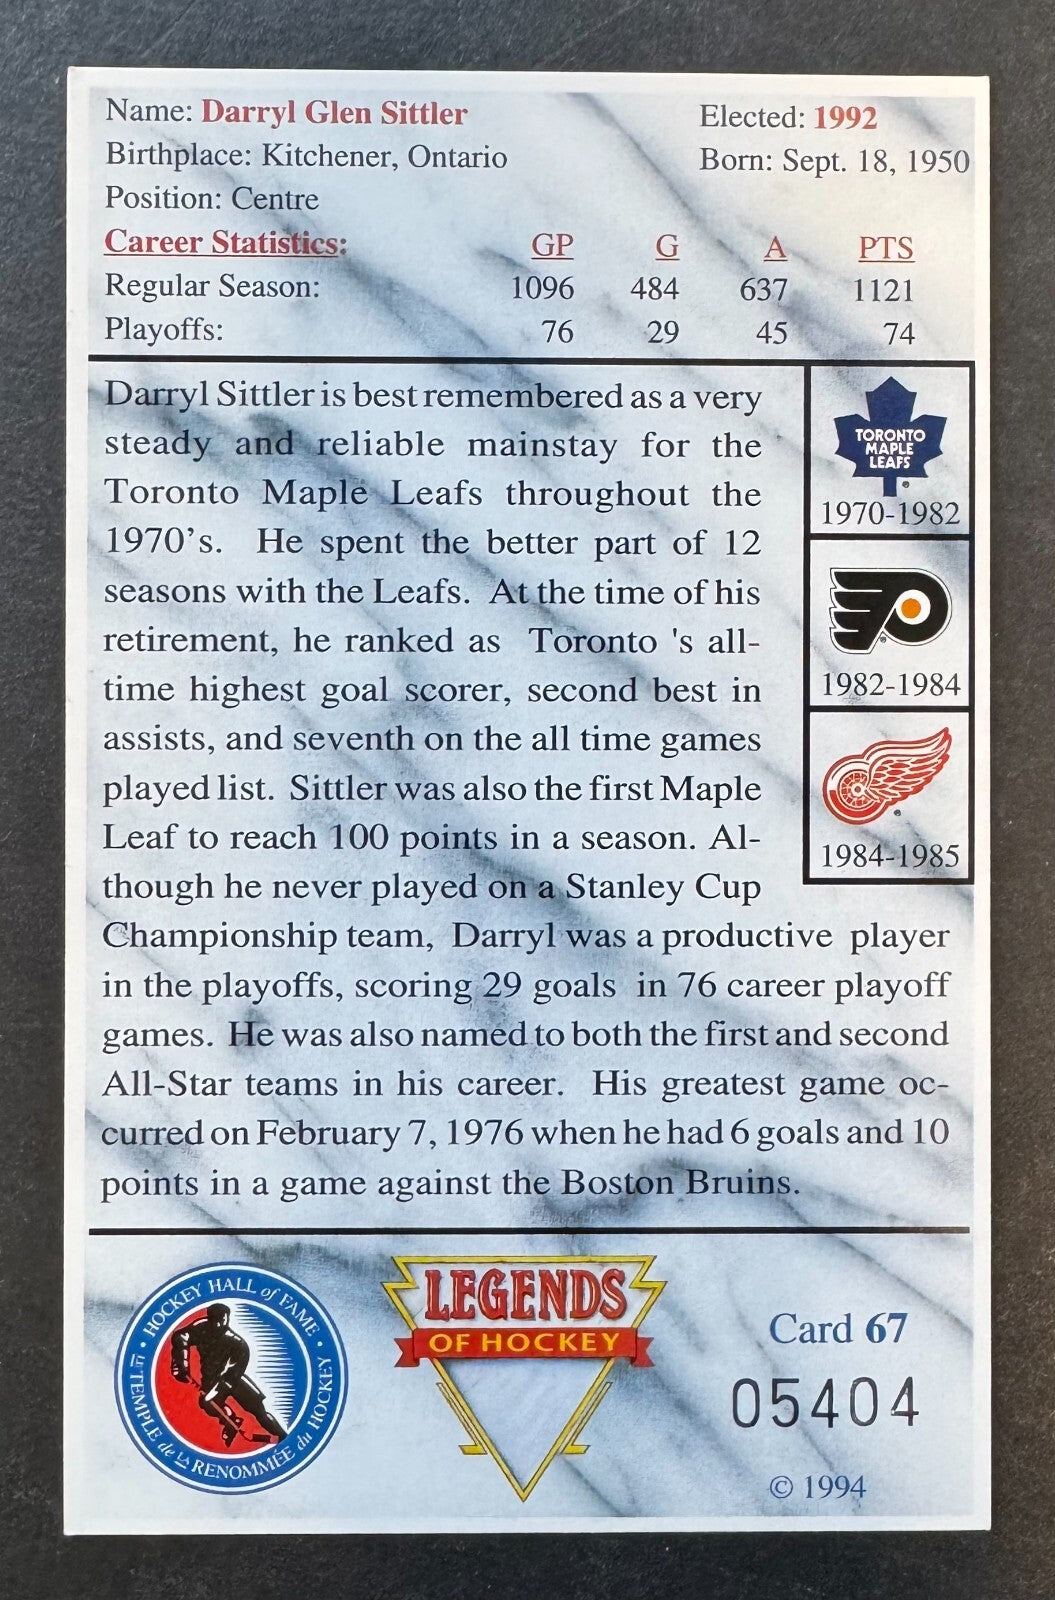 Name: Darryl Glen Sittler
Elected: 1992
Birthplace: Kitchener, Ontario
Born: Sept. 18, 1950
Position: Centre
Career Statistics: GP G A PTS
Regular Season: 1096 484 637 1121
Playoffs: 76 29 45 74
Darryl Sittler is best remembered as a very
steady and reliable mainstay for the
Toronto Maple Leafs throughout the
1970's. He spent the better part of 12
seasons with the Leafs. At the time of his
retirement, he ranked as Toronto 's all-
time highest goal scorer, second best in
assists, and seventh on the all time games
played list. Sittler was also the first Maple
Leaf to reach 100 points in a season. Al-
though he never played on a Stanley Cup
Championship team, Darryl was a productive player
in the playoffs, scoring 29 goals in 76 career playoff
games. He was also named to both the first and second
All-Star teams in his career. His greatest game oc-
curred on February 7, 1976 when he had 6 goals and 10
points in a game against the Boston Bruins.
TORONTO
MAPLE
LEAFS
®
1970-1982
®
1982-1984
®
1984-1985
• HOCKEY HALL of FAME •
LE TEMPLE de LA RENOMMÉE du HOCKEY
LEGENDS
OF HOCKEY
Card 67
05404
© 1994